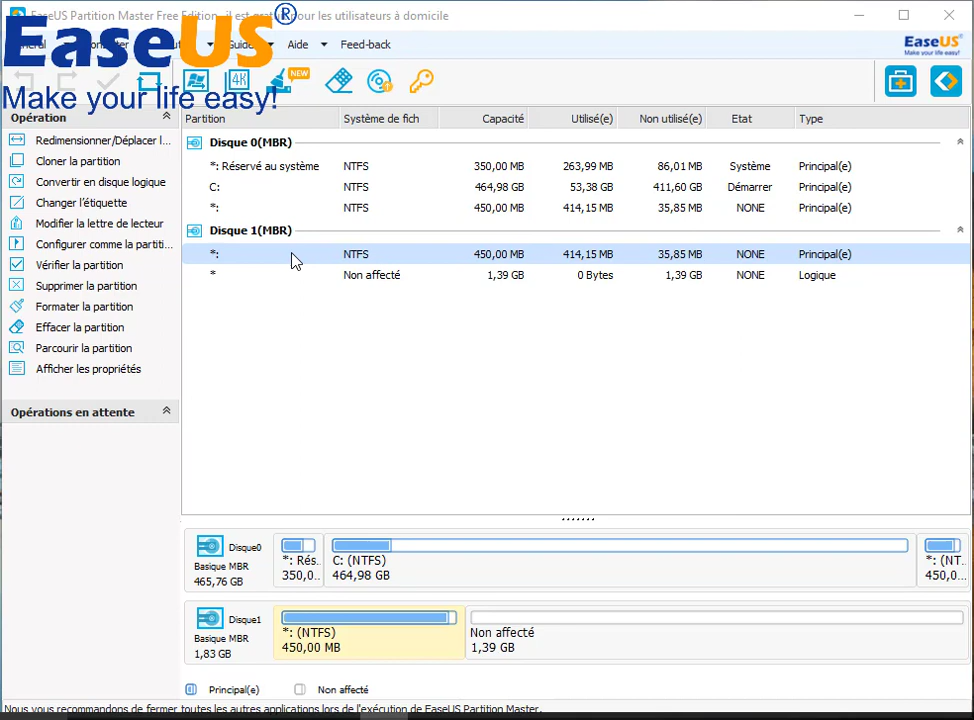 EaseUS Partition Master Free Edition - il est gratuit pour les utilisateurs à domicile
EaseUS®
Make your life easy!
Guide Aide Feed-back
EaseUS®
Make your life easy!
4K NEW
Opération
Redimensionner/Déplacer l...
Cloner la partition
Convertir en disque logique
Changer l'étiquette
Modifier la lettre de lecteur
Configurer comme la partiti...
Vérifier la partition
Supprimer la partition
Formater la partition
Effacer la partition
Parcourir la partition
Afficher les propriétés
Opérations en attente
Partition Système de fich Capacité Utilisé(e) Non utilisé(e) Etat Type
Disque 0(MBR)
*: Réservé au système NTFS 350,00 MB 263,99 MB 86,01 MB Système Principal(e)
C: NTFS 464,98 GB 53,38 GB 411,60 GB Démarrer Principal(e)
*: NTFS 450,00 MB 414,15 MB 35,85 MB NONE Principal(e)
Disque 1(MBR)
*: NTFS 450,00 MB 414,15 MB 35,85 MB NONE Principal(e)
* Non affecté 1,39 GB 0 Bytes 1,39 GB NONE Logique
Disque0
Basique MBR
465,76 GB
*: Rés...
350,0...
C: (NTFS)
464,98 GB
*: (NT...
450,0...
Disque1
Basique MBR
1,83 GB
*: (NTFS)
450,00 MB
Non affecté
1,39 GB
Principal(e) Non affecté
Nous vous recommandons de fermer toutes les autres applications lors de l'exécution de EaseUS Partition Master.